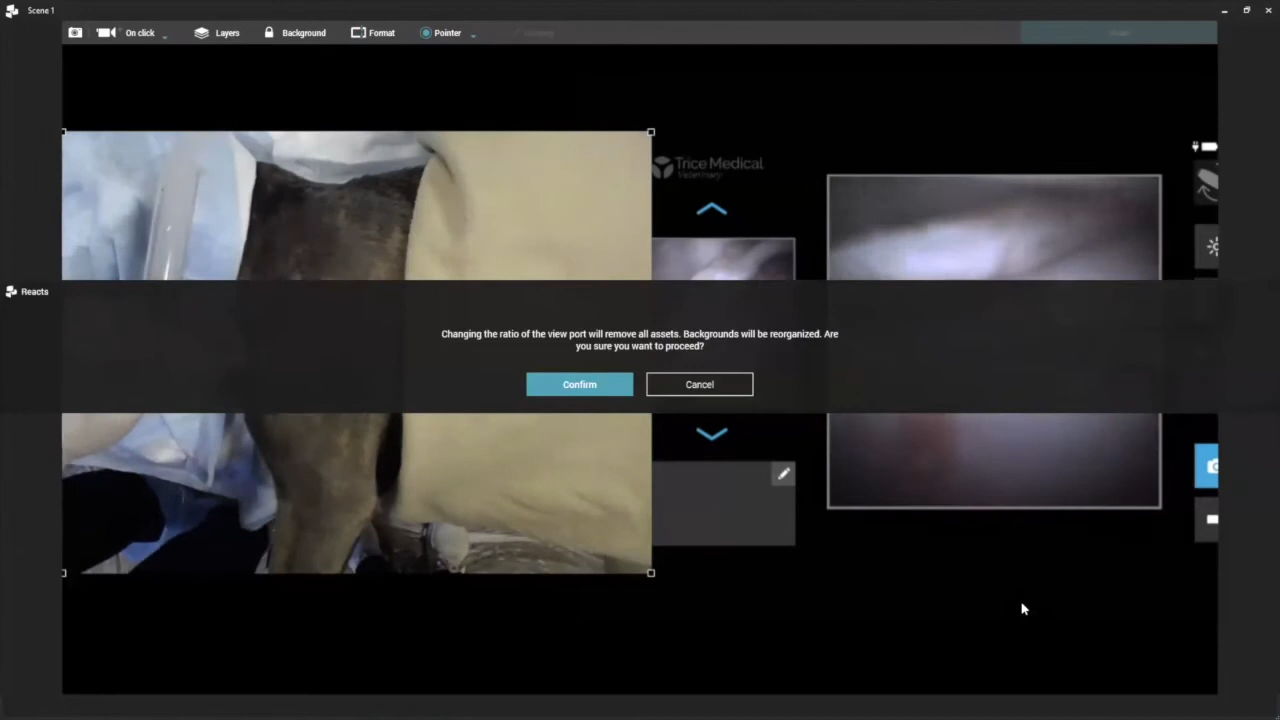 Scene 1
On click
Layers
Background
Format
Pointer
Trice Medical
Veterinary
Reacts
Changing the ratio of the view port will remove all assets. Backgrounds will be reorganized. Are
you sure you want to proceed?
Confirm
Cancel